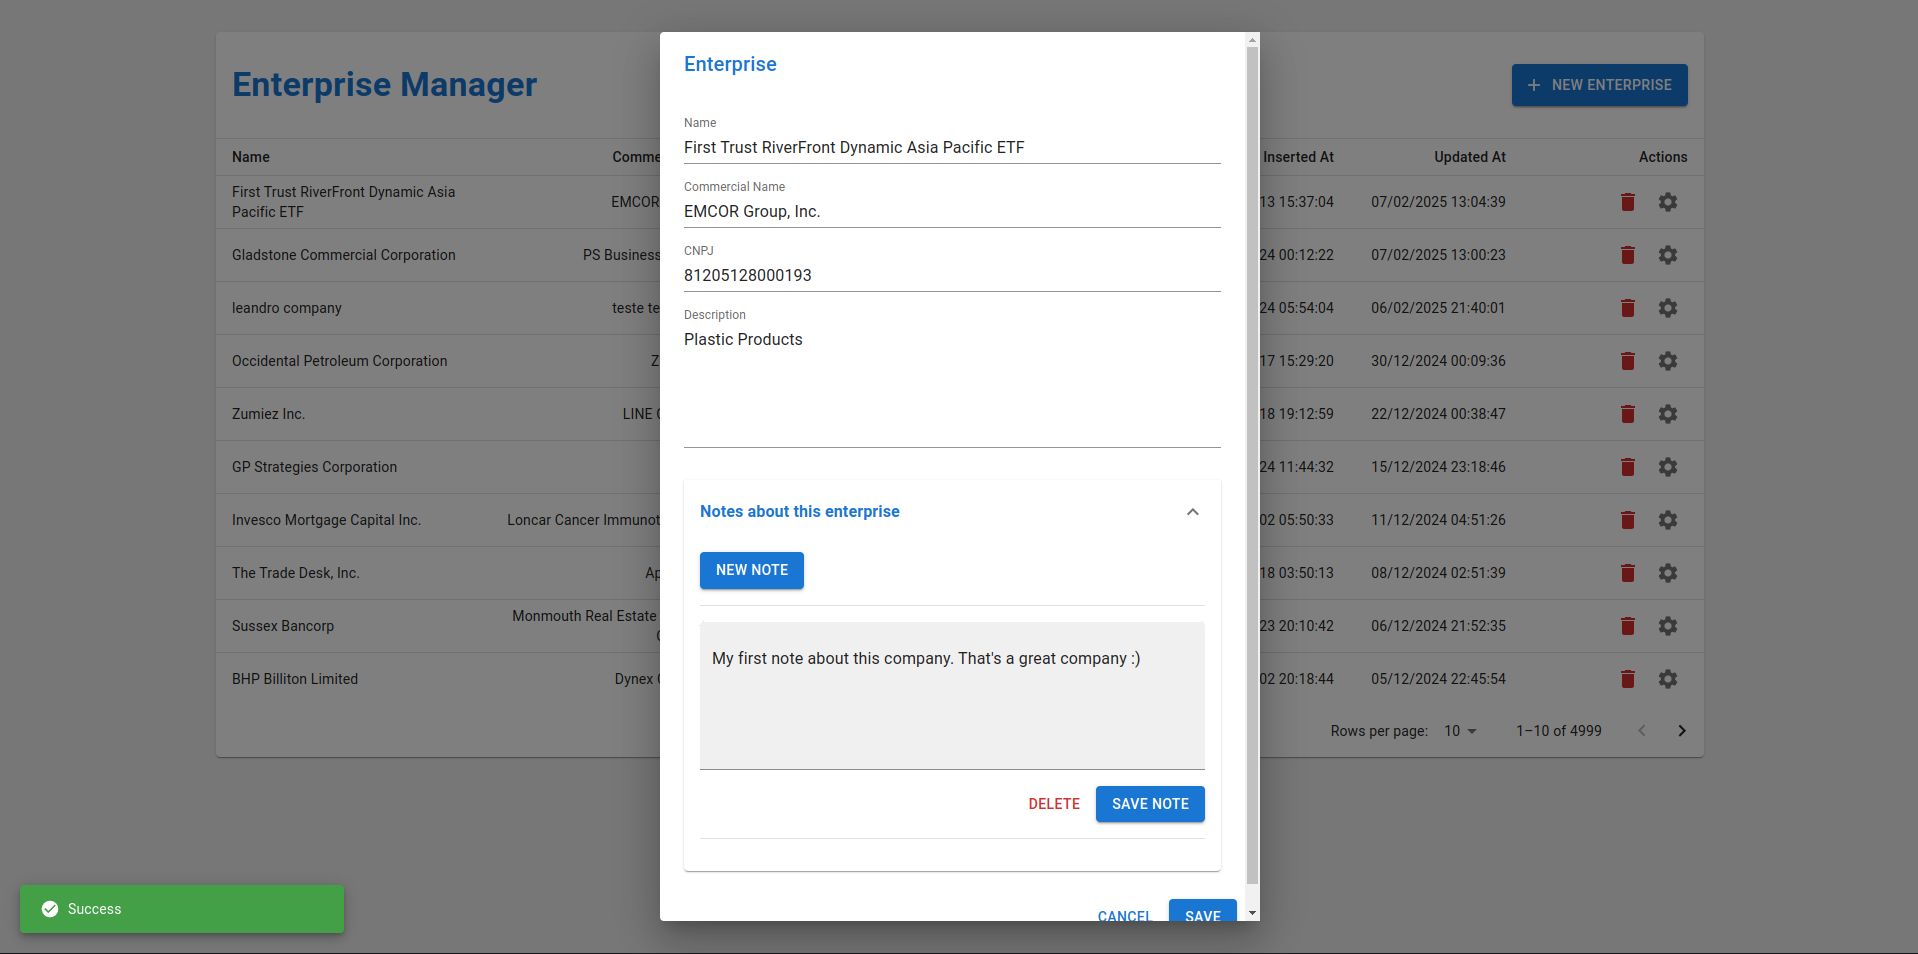 Enterprise Manager
NEW ENTERPRISE
Name
Comme
Inserted At
Updated At
Actions
First Trust RiverFront Dynamic Asia
Pacific ETF
EMCOR
13 15:37:04
07/02/2025 13:04:39
Gladstone Commercial Corporation
PS Business
24 00:12:22
07/02/2025 13:00:23
leandro company
teste te
24 05:54:04
06/02/2025 21:40:01
Occidental Petroleum Corporation
Z
17 15:29:20
30/12/2024 00:09:36
Zumiez Inc.
LINE
18 19:12:59
22/12/2024 00:38:47
GP Strategies Corporation
24 11:44:32
15/12/2024 23:18:46
Invesco Mortgage Capital Inc.
Loncar Cancer Immunot
02 05:50:33
11/12/2024 04:51:26
The Trade Desk, Inc.
Ap
18 03:50:13
08/12/2024 02:51:39
Sussex Bancorp
Monmouth Real Estate
23 20:10:42
06/12/2024 21:52:35
BHP Billiton Limited
Dynex
02 20:18:44
05/12/2024 22:45:54
Rows per page: 10 1–10 of 4999
Enterprise
Name
First Trust RiverFront Dynamic Asia Pacific ETF
Commercial Name
EMCOR Group, Inc.
CNPJ
81205128000193
Description
Plastic Products
Notes about this enterprise
NEW NOTE
My first note about this company. That's a great company :)
DELETE
SAVE NOTE
CANCEL
SAVE
Success